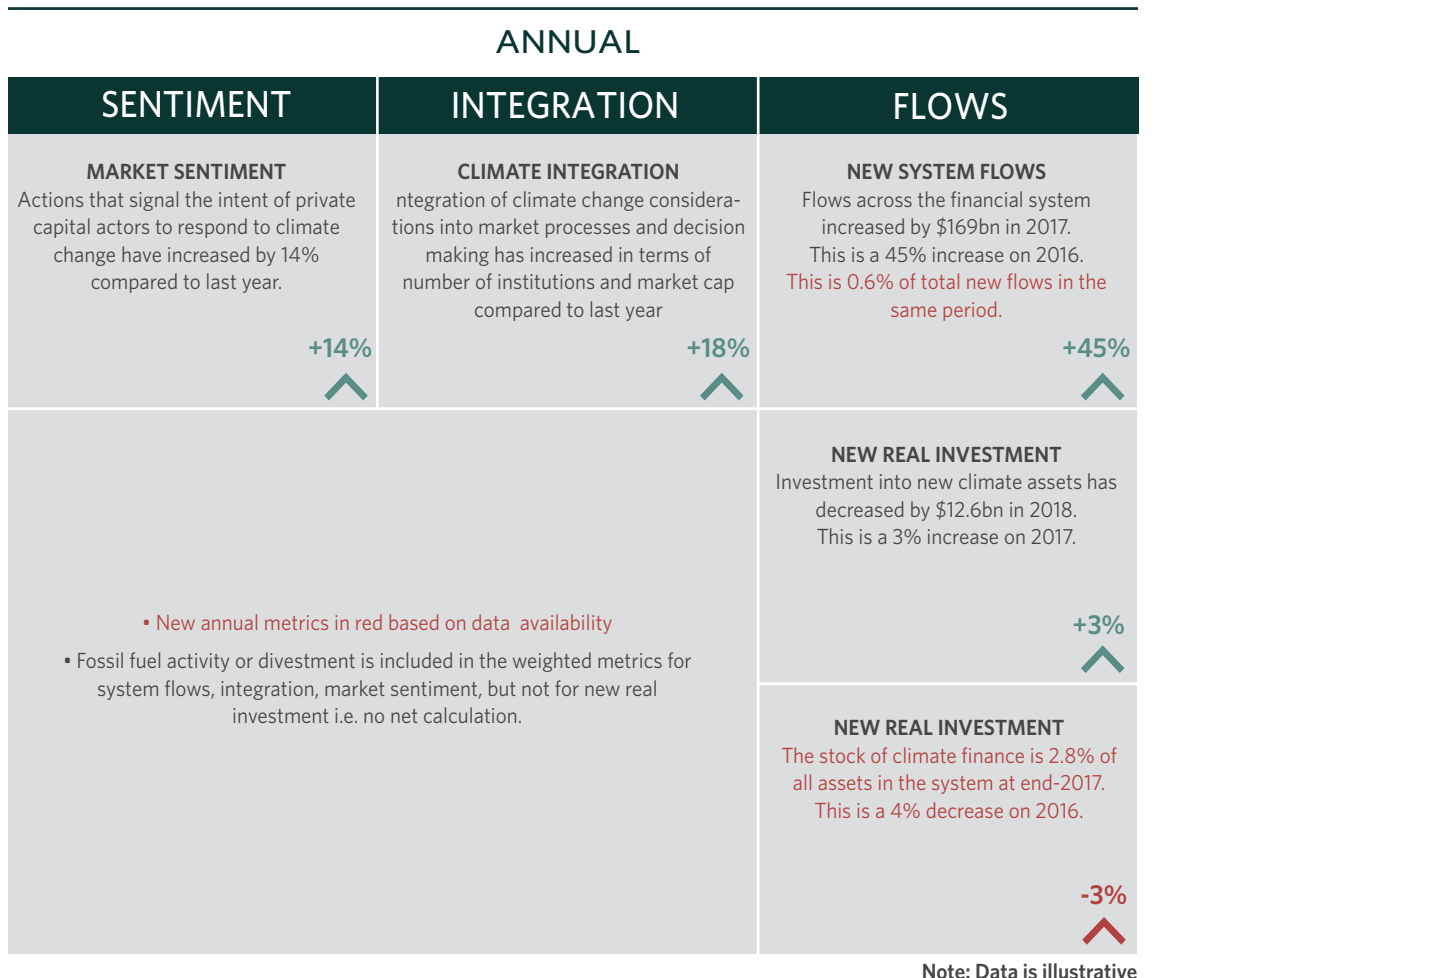 ANNUAL
SENTIMENT
INTEGRATION
FLOWS
MARKET SENTIMENT
Actions that signal the intent of private
capital actors to respond to climate
change have increased by 14%
compared to last year.
+14%
CLIMATE INTEGRATION
ntegration of climate change considera-
tions into market processes and decision
making has increased in terms of
number of institutions and market cap
compared to last year
+18%
NEW SYSTEM FLOWS
Flows across the financial system
increased by $169bn in 2017.
This is a 45% increase on 2016.
This is 0.6% of total new flows in the
same period.
+45%
• New annual metrics in red based on data  availability
• Fossil fuel activity or divestment is included in the weighted metrics for
system flows, integration, market sentiment, but not for new real
investment i.e. no net calculation.
NEW REAL INVESTMENT
Investment into new climate assets has
decreased by $12.6bn in 2018.
This is a 3% increase on 2017.
+3%
NEW REAL INVESTMENT
The stock of climate finance is 2.8% of
all assets in the system at end-2017.
This is a 4% decrease on 2016.
-3%
Note: Data is illustrative